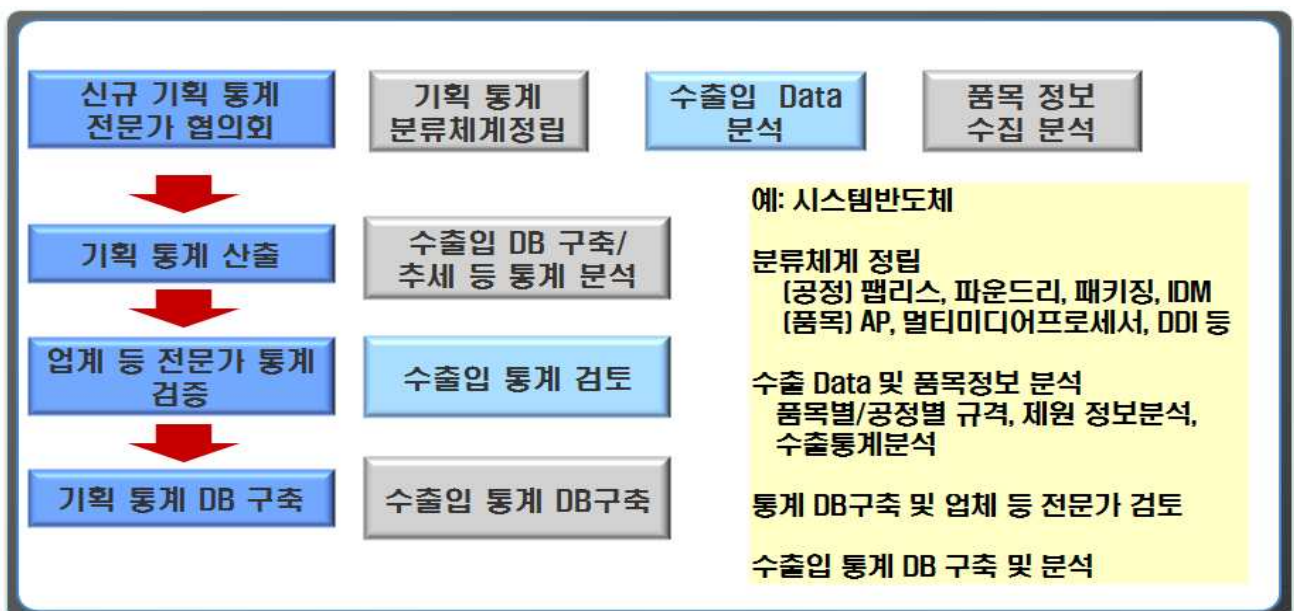 신규 기획 통계
전문가 협의회
기획 통계
분류체계정립
수출입 Data
분석
품목 정보
수집 분석
기획 통계 산출
수출입 DB 구축/
추세 등 통계 분석
업계 등 전문가 통계
검증
수출입 통계 검토
기획 통계 DB 구축
수출입 통계 DB구축
예: 시스템반도체
분류체계 정립
(공정) 팹리스, 파운드리, 패키징, IDM
(품목) AP, 멀티미디어프로세서, DDI 등
수출 Data 및 품목정보 분석
품목별/공정별 규격, 제원 정보분석,
수출통계분석
통계 DB구축 및 업체 등 전문가 검토
수출입 통계 DB 구축 및 분석